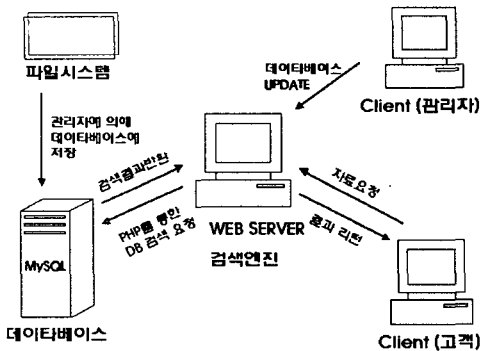 파일시스템
관리자에 의해
데이타베이스에
저장
데이타베이스
UPDATE
Client (관리자)
검색결과반환
PHP를 통한
DB 검색 요청
WEB SERVER
검색엔진
자료요청
결과 리턴
MySQL
데이타베이스
Client (고객)